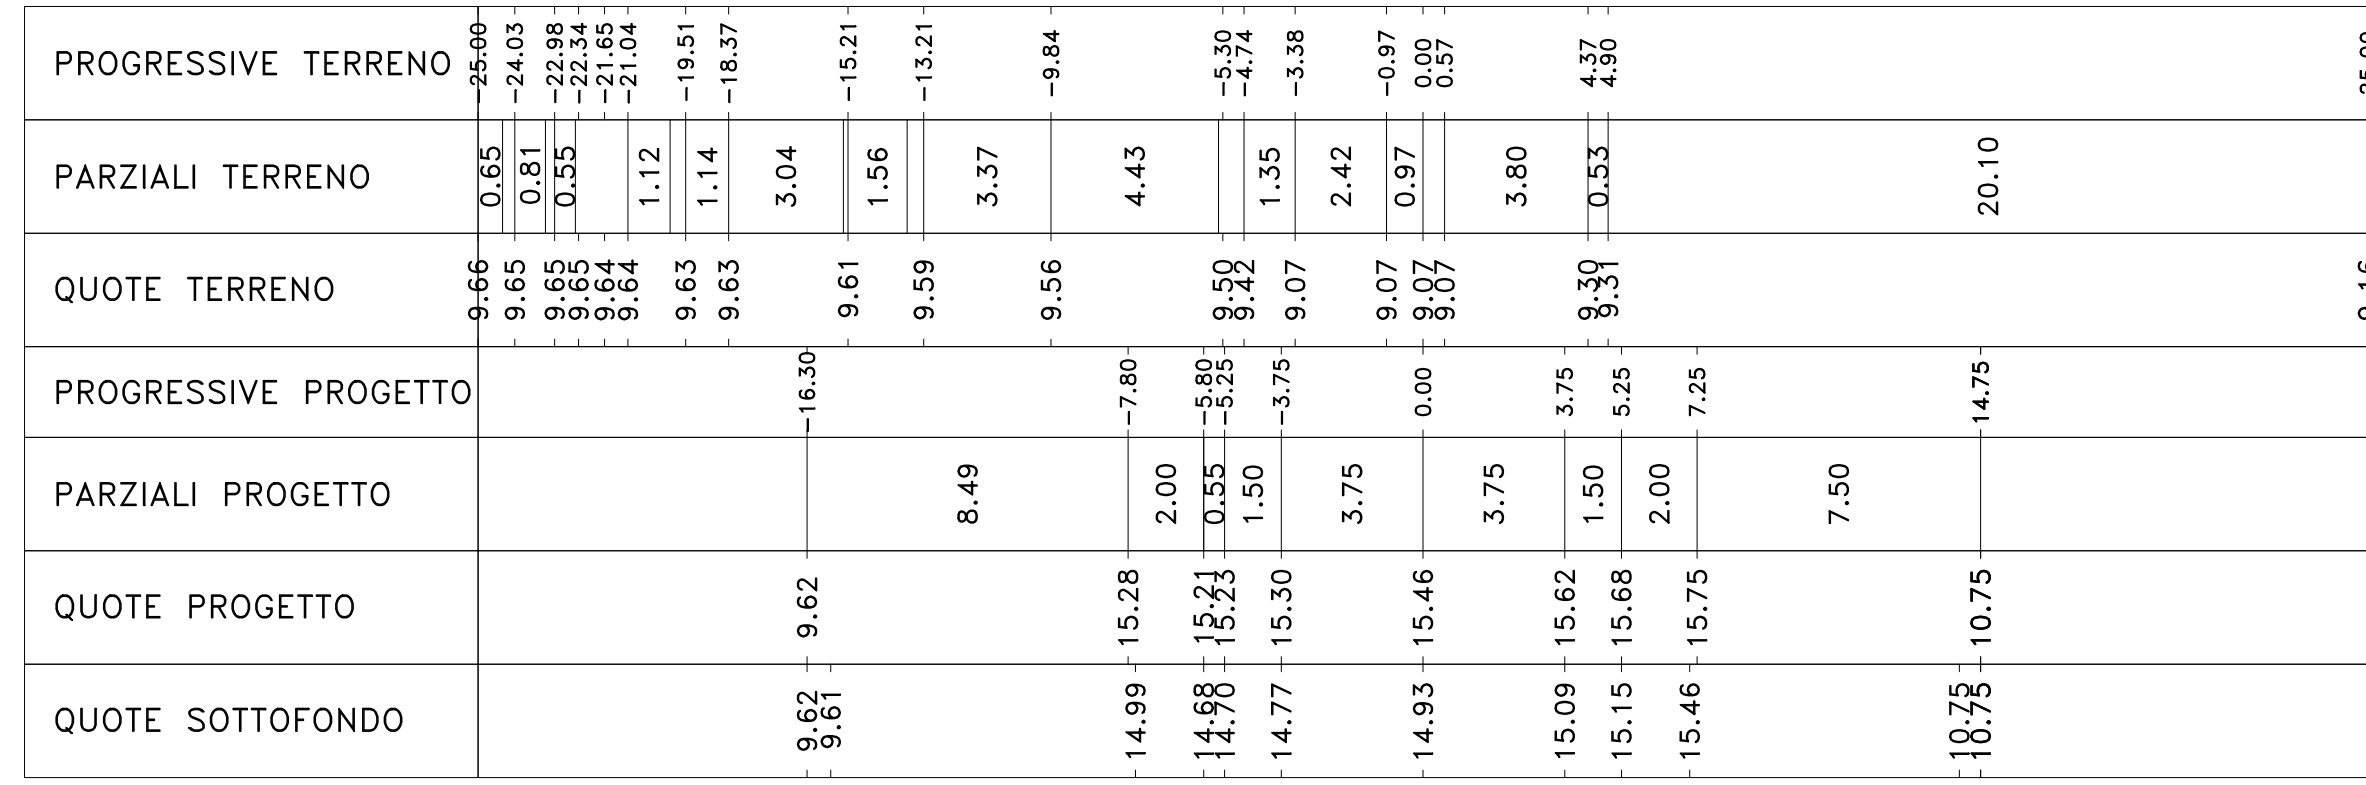 PROGRESSIVE TERRENO -25.00 -24.03 -22.98 -22.34 -21.65 -21.04 -19.51 -18.37 -15.21 -13.21 -9.84 -5.30 -4.74 -3.38 -0.97 0.00 0.57 4.37 4.90
PARZIALI TERRENO 0.65 0.81 0.55 1.12 1.14 3.04 1.56 3.37 4.43 1.35 2.42 0.97 3.80 0.53 20.10
QUOTE TERRENO 9.66 9.65 9.65 9.65 9.64 9.64 9.63 9.63 9.61 9.59 9.56 9.50 9.42 9.07 9.07 9.07 9.07 9.30 9.31
PROGRESSIVE PROGETTO -16.30 -7.80 -5.80 -5.25 -3.75 0.00 3.75 5.25 7.25 14.75
PARZIALI PROGETTO 8.49 2.00 0.55 1.50 3.75 3.75 1.50 2.00 7.50
QUOTE PROGETTO 9.62 15.28 15.21 15.23 15.30 15.46 15.62 15.68 15.75 10.75
QUOTE SOTTOFONDO 9.62 9.61 14.99 14.68 14.70 14.77 14.93 15.09 15.15 15.46 10.75 10.75